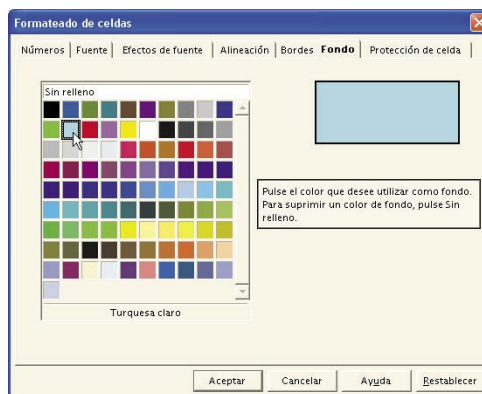 Formateado de celdas
Números | Fuente | Efectos de fuente | Alineación | Bordes Fondo | Protección de celda |
Sin relleno
Pulse el color que desee utilizar como fondo.
Para suprimir un color de fondo, pulse Sin
relleno.
Turquesa claro
Aceptar Cancelar Ayuda Restablecer